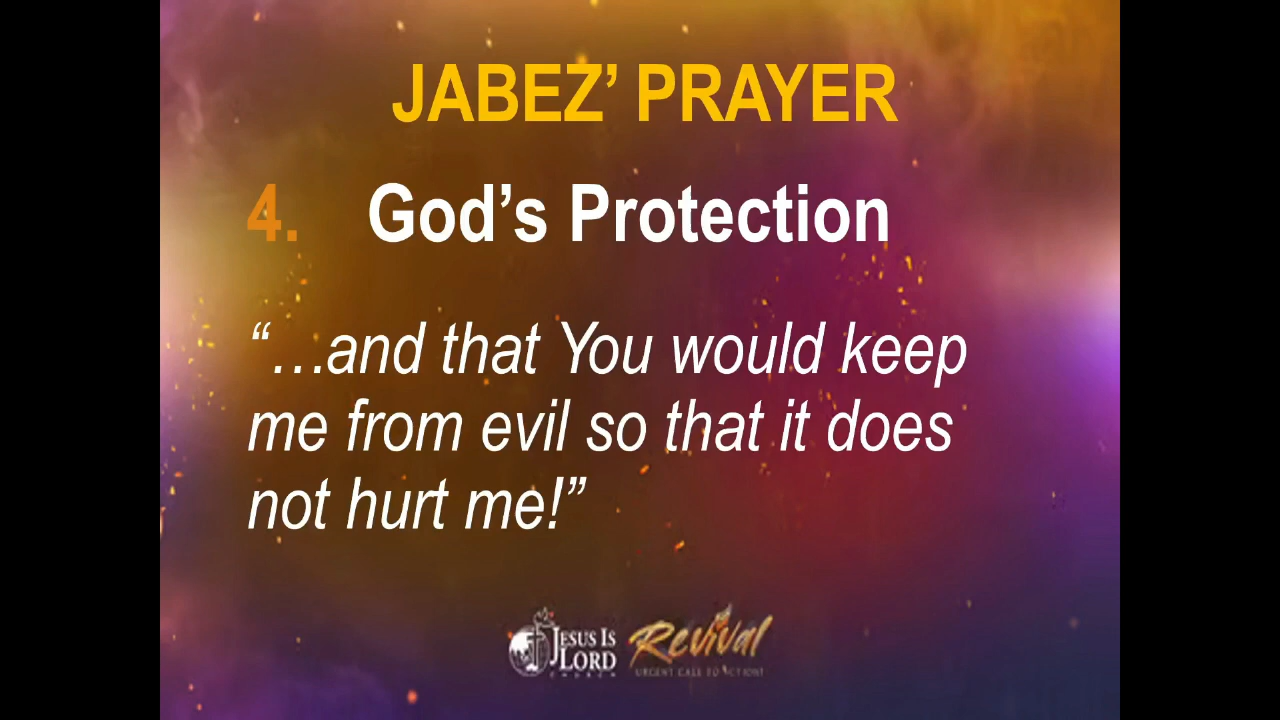 JABEZ’ PRAYER
4. God’s Protection
“…and that You would keep
me from evil so that it does
not hurt me!”
JESUS IS
LORD
CHURCH
Revival
URGENT CALL TO ACTION!